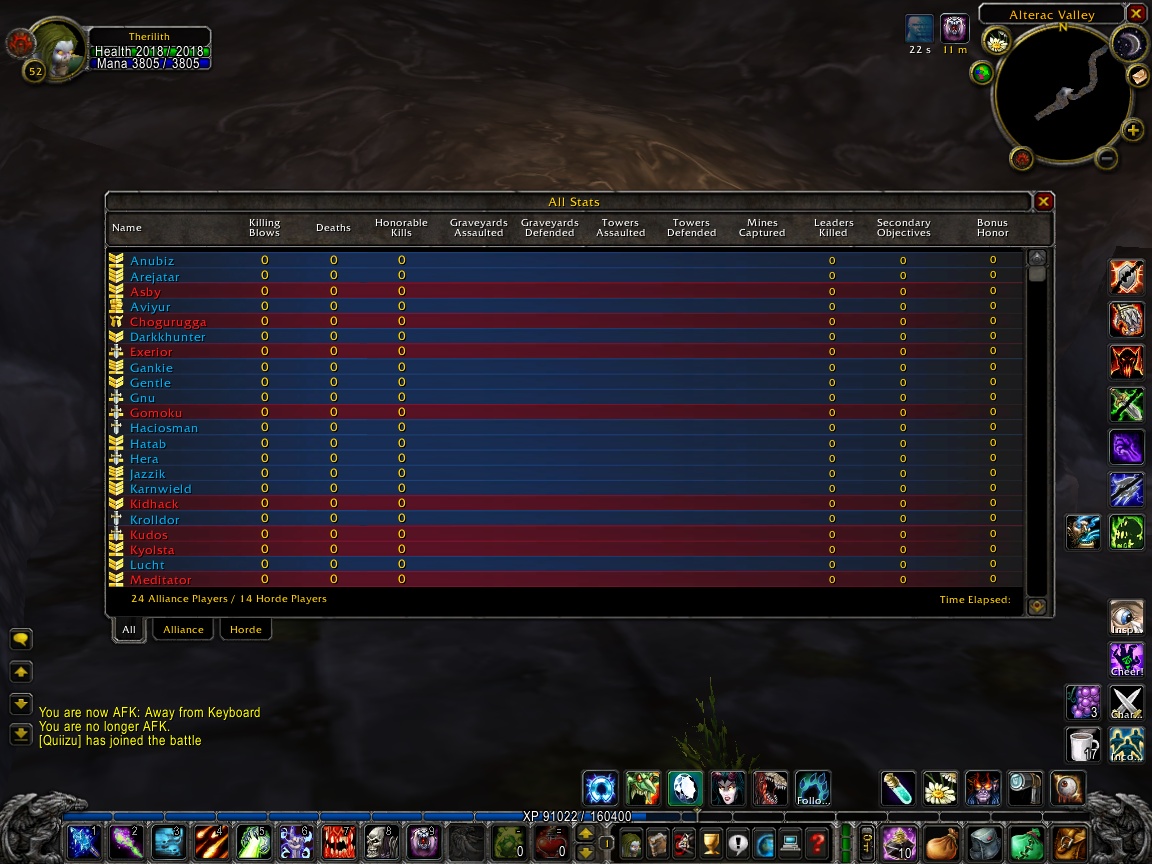 Therilith
Health 2018 / 2018
Mana 3805 / 3805
52
22 s
11 m
Alterac Valley
N
All Stats
Name Killing Blows Deaths Honorable Kills Graveyards Assaulted Graveyards Defended Towers Assaulted Towers Defended Mines Captured Leaders Killed Secondary Objectives Bonus Honor
Anubiz 0 0 0 0 0 0
Arejatar 0 0 0 0 0 0
Asby 0 0 0 0 0 0
Aviyur 0 0 0 0 0 0
Chogurugga 0 0 0 0 0 0
Darkkhunter 0 0 0 0 0 0
Exerior 0 0 0 0 0 0
Gankie 0 0 0 0 0 0
Gentle 0 0 0 0 0 0
Gnu 0 0 0 0 0 0
Gomoku 0 0 0 0 0 0
Haciosman 0 0 0 0 0 0
Hatab 0 0 0 0 0 0
Hera 0 0 0 0 0 0
Jazzik 0 0 0 0 0 0
Karnwield 0 0 0 0 0 0
Kidhack 0 0 0 0 0 0
Krolldor 0 0 0 0 0 0
Kudos 0 0 0 0 0 0
Kyolsta 0 0 0 0 0 0
Lucht 0 0 0 0 0 0
Meditator 0 0 0 0 0 0
24 Alliance Players / 14 Horde Players
Time Elapsed:
All Alliance Horde
Insp...
Cheer!
3
Char...
17
You are now AFK: Away from Keyboard
You are no longer AFK.
[Quiizu] has joined the battle
Follo...
XP 91022 / 160400
1 2 3 4 5 6 7 8 9
0 0
1
10